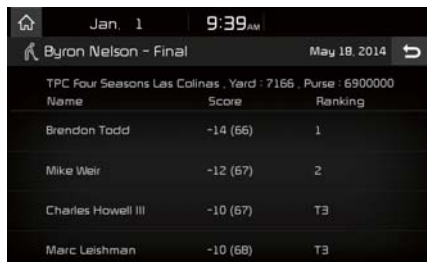 Jan. 1 9:39 AM
Byron Nelson - Final May 18, 2014
TPC Four Seasons Las Colinas , Yard : 7166 , Purse : 6900000
Name Score Ranking
Brendon Todd -14 (66) 1
Mike Weir -12 (67) 2
Charles Howell III -10 (67) T3
Marc Leishman -10 (68) T3